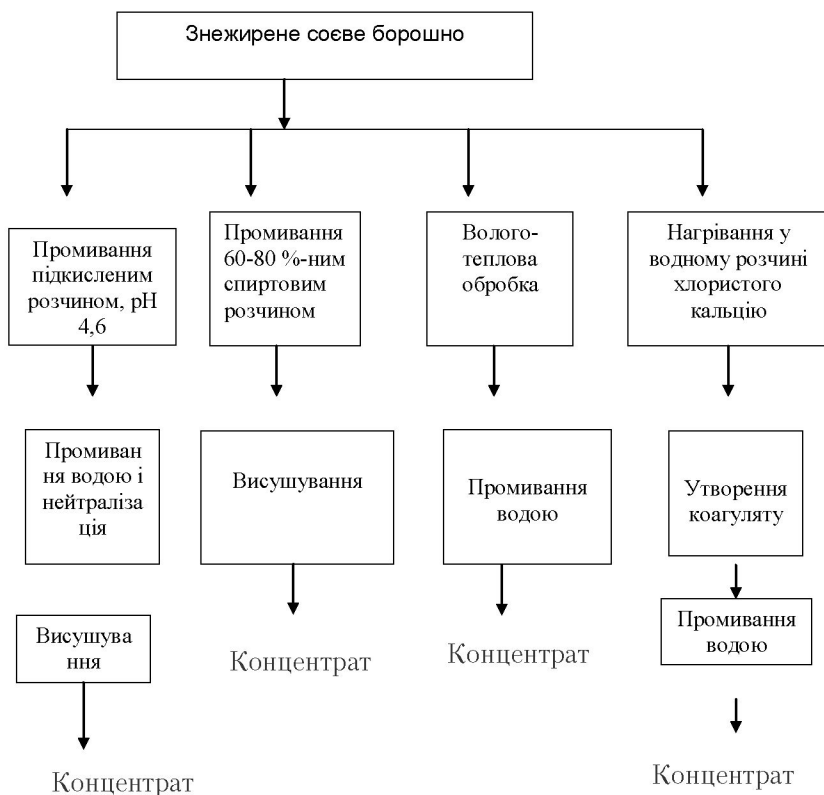 Знежирене соєве борошно
Промивання
підкисленим
розчином, рН
4,6
Промивання
60-80 %-ним
спиртовим
розчином
Волого-
теплова
обробка
Нагрівання у
водному розчині
хлористого
кальцію
Промиван
ня водою і
нейтраліза
ція
Висушування
Промивання
водою
Утворення
коагуляту
Висушува
ння
Концентрат
Концентрат
Промивання
водою
Концентрат
Концентрат